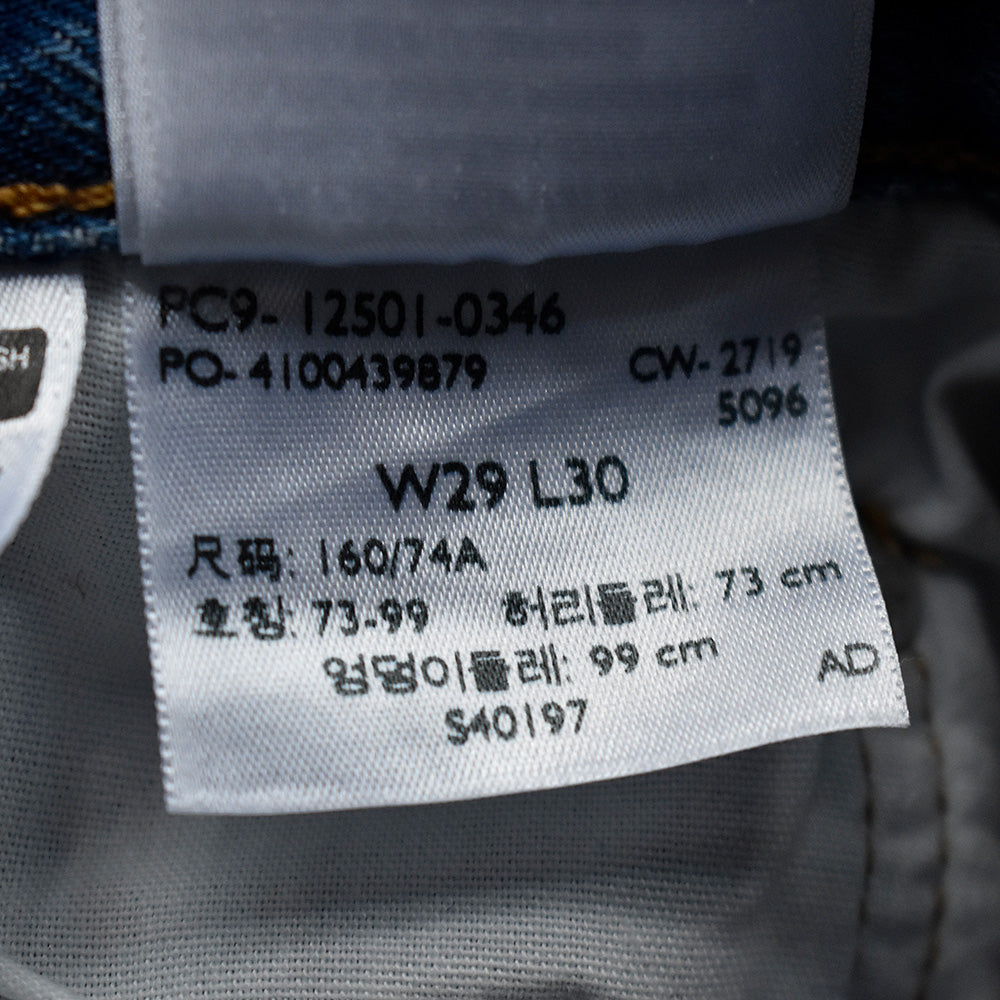 PC9- 12501-0346
PO- 4100439879 CW- 2719
5096
W29 L30
尺码: 160/74A
호칭: 73-99 허리둘레: 73 cm
엉덩이둘레: 99 cm AD
S40197
SH